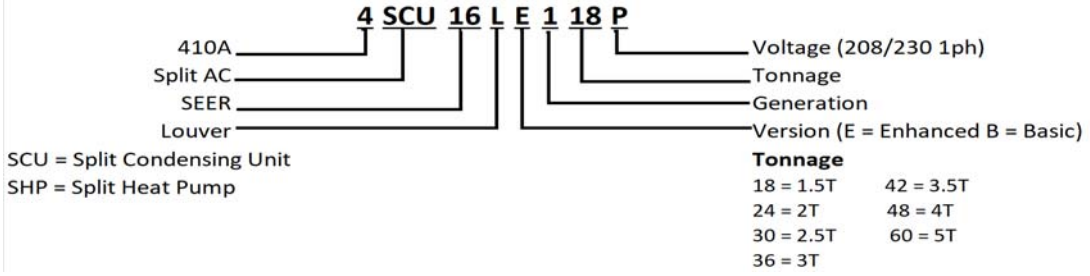 4 SCU 16 L E 1 18 P
410A Voltage (208/230 1ph)
Split AC Tonnage
SEER Generation
Louver Version (E = Enhanced B = Basic)
SCU = Split Condensing Unit Tonnage
SHP = Split Heat Pump 18 = 1.5T 42 = 3.5T
24 = 2T 48 = 4T
30 = 2.5T 60 = 5T
36 = 3T